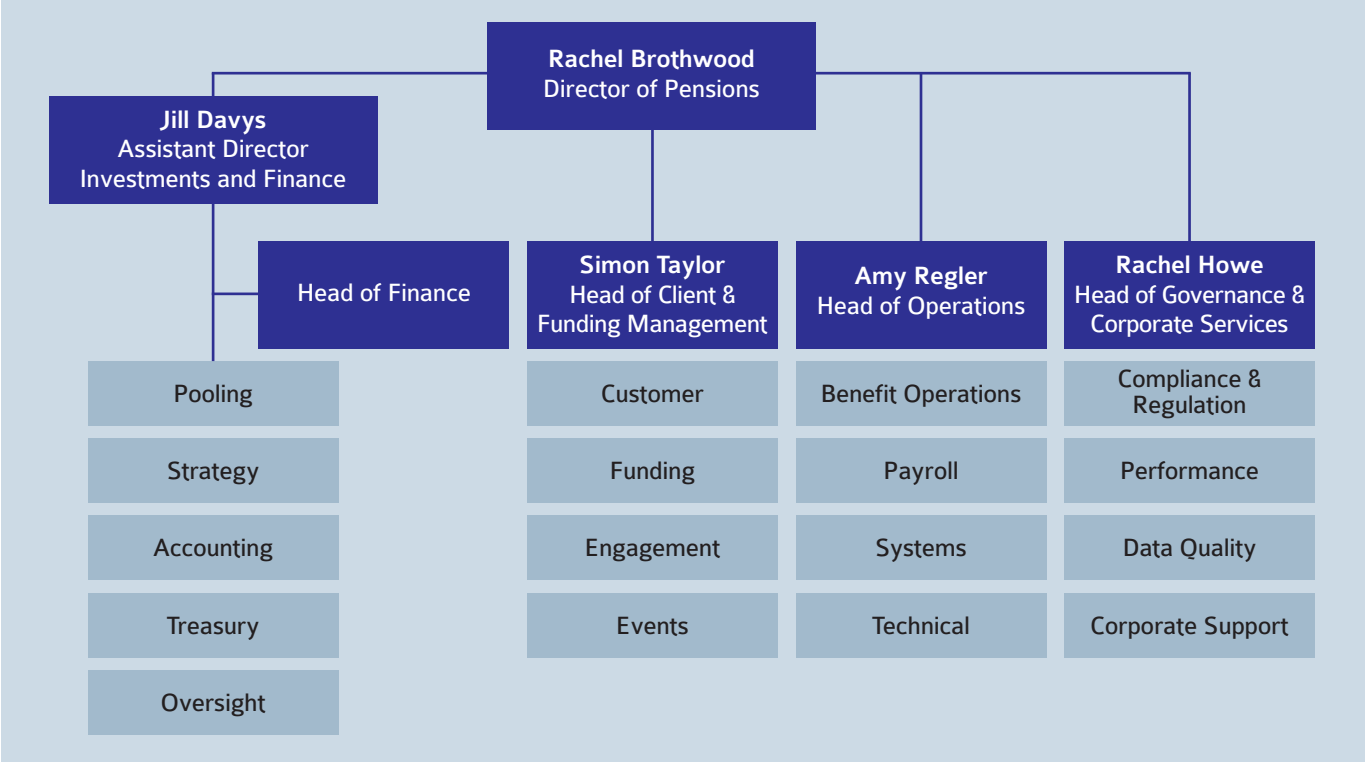 Rachel Brothwood
Director of Pensions
Jill Davys
Assistant Director
Investments and Finance
Head of Finance
Simon Taylor
Head of Client &
Funding Management
Amy Regler
Head of Operations
Rachel Howe
Head of Governance &
Corporate Services
Pooling
Strategy
Accounting
Treasury
Oversight
Customer
Funding
Engagement
Events
Benefit Operations
Payroll
Systems
Technical
Compliance &
Regulation
Performance
Data Quality
Corporate Support